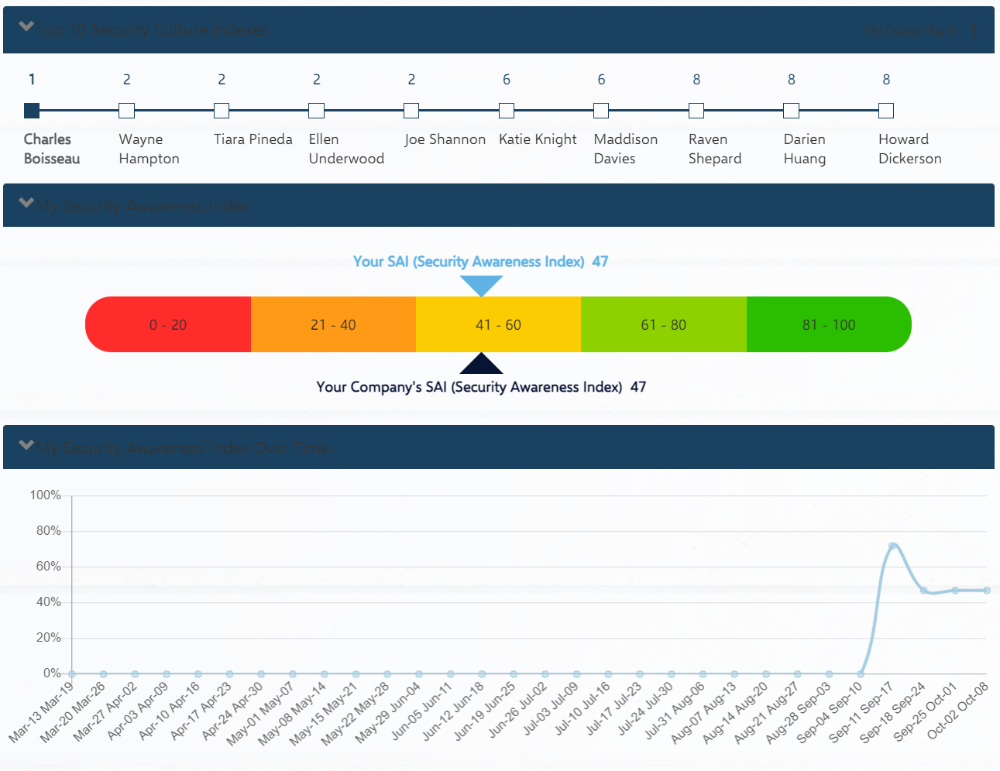 Top 10 Security Culture Indexes My Overall Rank 1
1 2 2 2 2 6 6 8 8 8
Charles Boisseau
Wayne Hampton
Tiara Pineda
Ellen Underwood
Joe Shannon
Katie Knight
Maddison Davies
Raven Shepard
Darien Huang
Howard Dickerson
My Security Awareness Index
Your SAI (Security Awareness Index) 47
0 - 20 21 - 40 41 - 60 61 - 80 81 - 100
Your Company's SAI (Security Awareness Index) 47
My Security Awareness Index Over Time
100%
80%
60%
40%
20%
0%
Mar-13 Mar-19
Mar-20 Mar-26
Mar-27 Apr-02
Apr-03 Apr-09
Apr-10 Apr-16
Apr-17 Apr-23
Apr-24 Apr-30
May-01 May-07
May-08 May-14
May-15 May-21
May-22 May-28
May-29 Jun-04
Jun-05 Jun-11
Jun-12 Jun-18
Jun-19 Jun-25
Jun-26 Jul-02
Jul-03 Jul-09
Jul-10 Jul-16
Jul-17 Jul-23
Jul-24 Jul-30
Jul-31 Aug-06
Aug-07 Aug-13
Aug-14 Aug-20
Aug-21 Aug-27
Aug-28 Sep-03
Sep-04 Sep-10
Sep-11 Sep-17
Sep-18 Sep-24
Sep-25 Oct-01
Oct-02 Oct-08